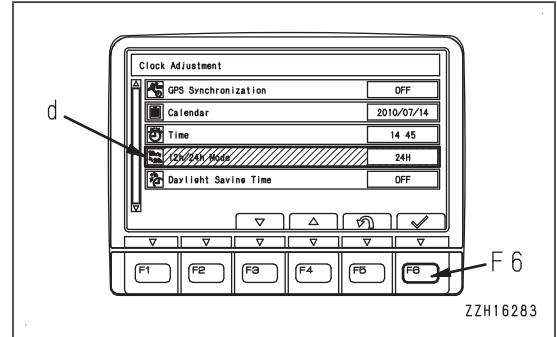 Clock Adjustment
GPS Synchronization OFF
Calendar 2010/07/14
Time 14 45
d
12h/24h Mode 24H
Daylight Saving Time OFF
F1 F2 F3 F4 F5 F6
F6
ZZH16283